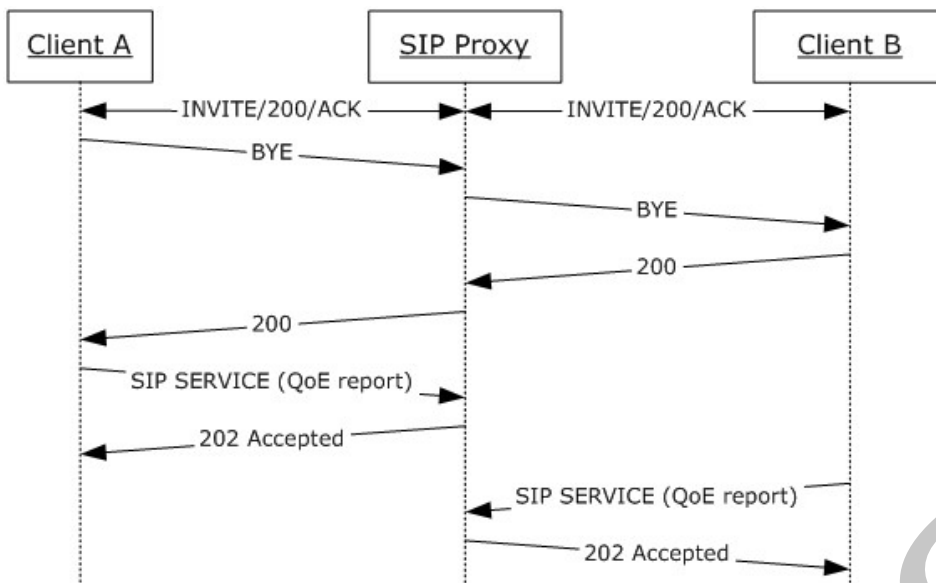 Client A
SIP Proxy
Client B
INVITE/200/ACK
INVITE/200/ACK
BYE
BYE
200
200
SIP SERVICE (QoE report)
202 Accepted
SIP SERVICE (QoE report)
202 Accepted